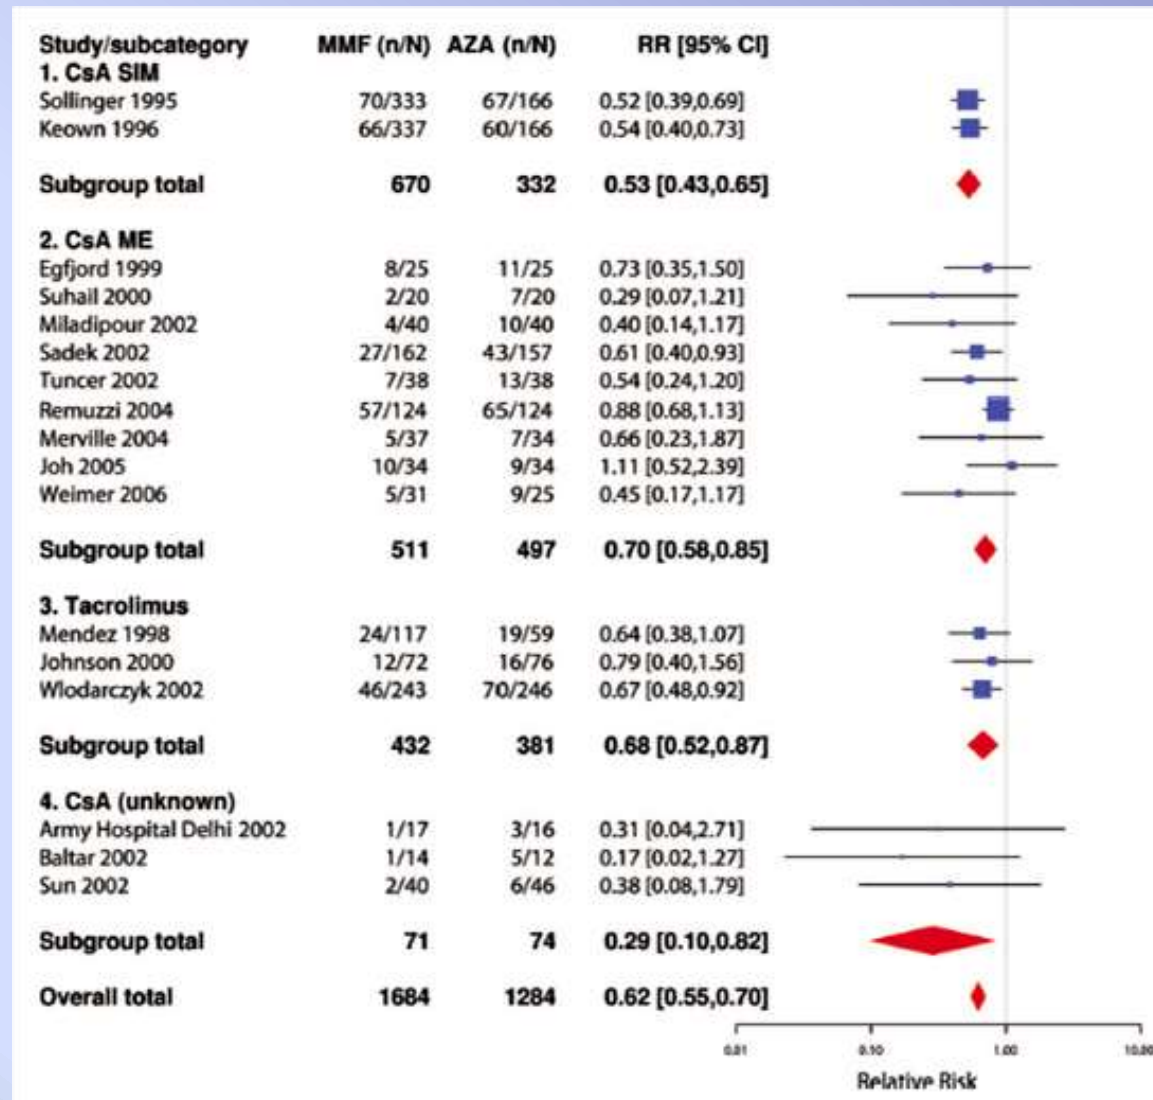 Study/subcategory MMF (n/N) AZA (n/N) RR [95% CI]
1. CsA SIM
Sollinger 1995 70/333 67/166 0.52 [0.39,0.69]
Keown 1996 66/337 60/166 0.54 [0.40,0.73]
Subgroup total 670 332 0.53 [0.43,0.65]
2. CsA ME
Egfjord 1999 8/25 11/25 0.73 [0.35,1.50]
Suhail 2000 2/20 7/20 0.29 [0.07,1.21]
Miladipour 2002 4/40 10/40 0.40 [0.14,1.17]
Sadek 2002 27/162 43/157 0.61 [0.40,0.93]
Tuncer 2002 7/38 13/38 0.54 [0.24,1.20]
Remuzzi 2004 57/124 65/124 0.88 [0.68,1.13]
Merville 2004 5/37 7/34 0.66 [0.23,1.87]
Joh 2005 10/34 9/34 1.11 [0.52,2.39]
Weimer 2006 5/31 9/25 0.45 [0.17,1.17]
Subgroup total 511 497 0.70 [0.58,0.85]
3. Tacrolimus
Mendez 1998 24/117 19/59 0.64 [0.38,1.07]
Johnson 2000 12/72 16/76 0.79 [0.40,1.56]
Wlodarczyk 2002 46/243 70/246 0.67 [0.48,0.92]
Subgroup total 432 381 0.68 [0.52,0.87]
4. CsA (unknown)
Army Hospital Delhi 2002 1/17 3/16 0.31 [0.04,2.71]
Baltar 2002 1/14 5/12 0.17 [0.02,1.27]
Sun 2002 2/40 6/46 0.38 [0.08,1.79]
Subgroup total 71 74 0.29 [0.10,0.82]
Overall total 1684 1284 0.62 [0.55,0.70]
0.01 0.10 1.00 10.00
Relative Risk